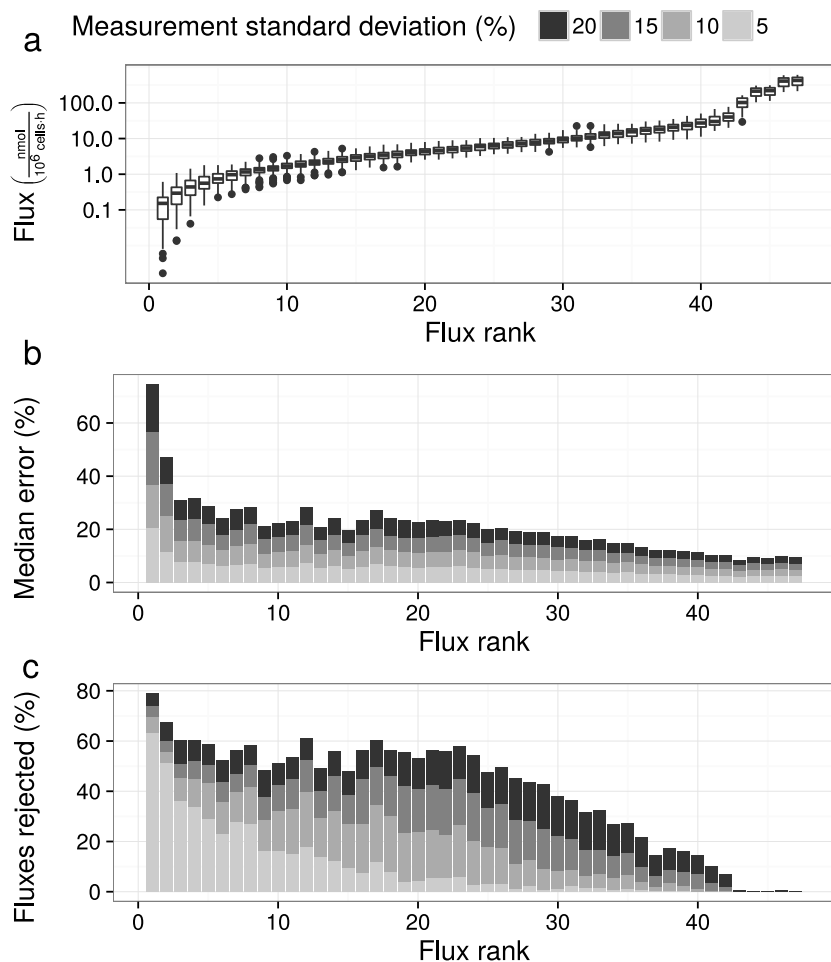 a
Measurement standard deviation (%) 20 15 10 5
Flux (nmol / 10⁶ cells·h)
100.0
10.0
1.0
0.1
0 10 20 30 40
Flux rank
b
Median error (%)
60
40
20
0
0 10 20 30 40
Flux rank
c
Fluxes rejected (%)
80
60
40
20
0
0 10 20 30 40
Flux rank